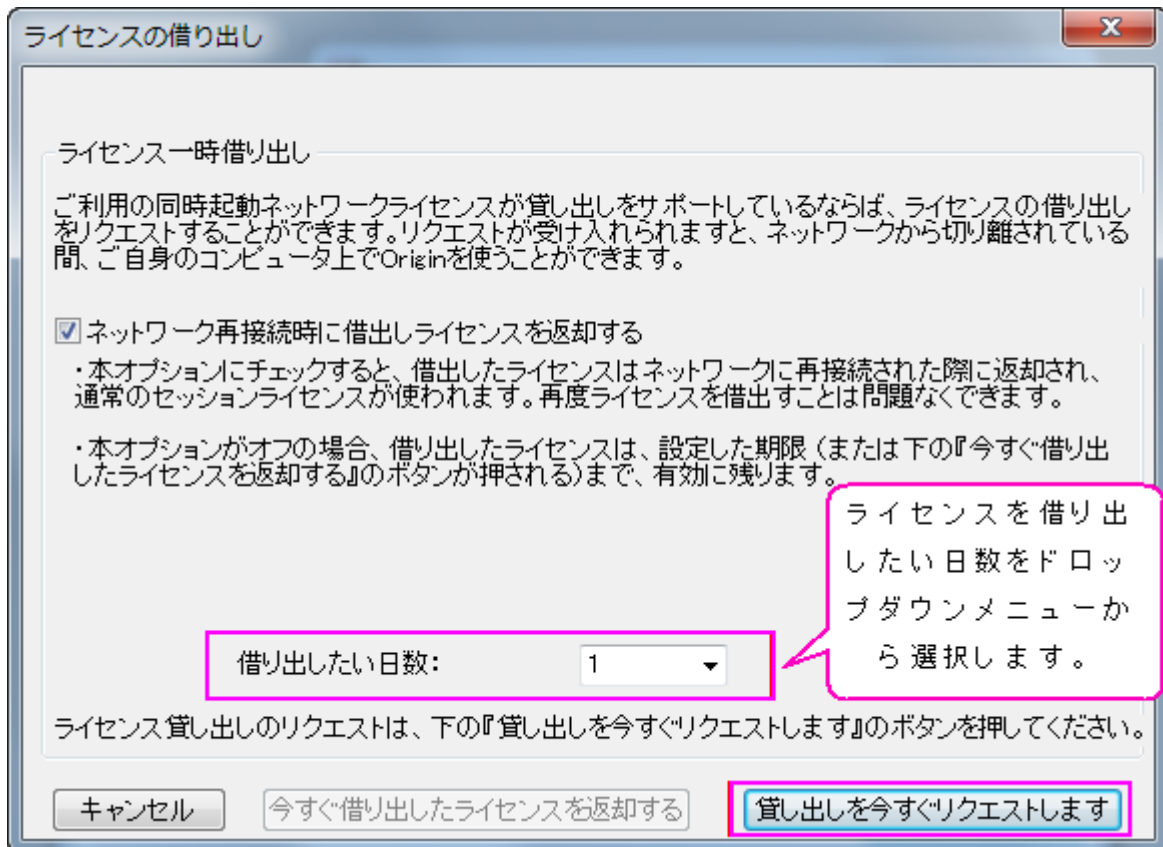 ライセンスの借り出し
ライセンス一時借り出し
ご利用の同時起動ネットワークライセンスが貸し出しをサポートしているならば、ライセンスの借り出し
をリクエストすることができます。リクエストが受け入れられますと、ネットワークから切り離されている
間、ご自身のコンピュータ上でOriginを使うことができます。
ネットワーク再接続時に借出しライセンスを返却する
・本オプションにチェックすると、借出したライセンスはネットワークに再接続された際に返却され、
通常のセッションライセンスが使われます。再度ライセンスを借出すことは問題なくできます。
・本オプションがオフの場合、借り出したライセンスは、設定した期限（または下の『今すぐ借り出
したライセンスを返却する』のボタンが押される）まで、有効に残ります。
ライセンスを借り出
したい日数をドロッ
プダウンメニューか
ら選択します。
借り出したい日数： 1
ライセンス貸し出しのリクエストは、下の『貸し出しを今すぐリクエストします』のボタンを押してください。
キャンセル 今すぐ借り出したライセンスを返却する 貸し出しを今すぐリクエストします